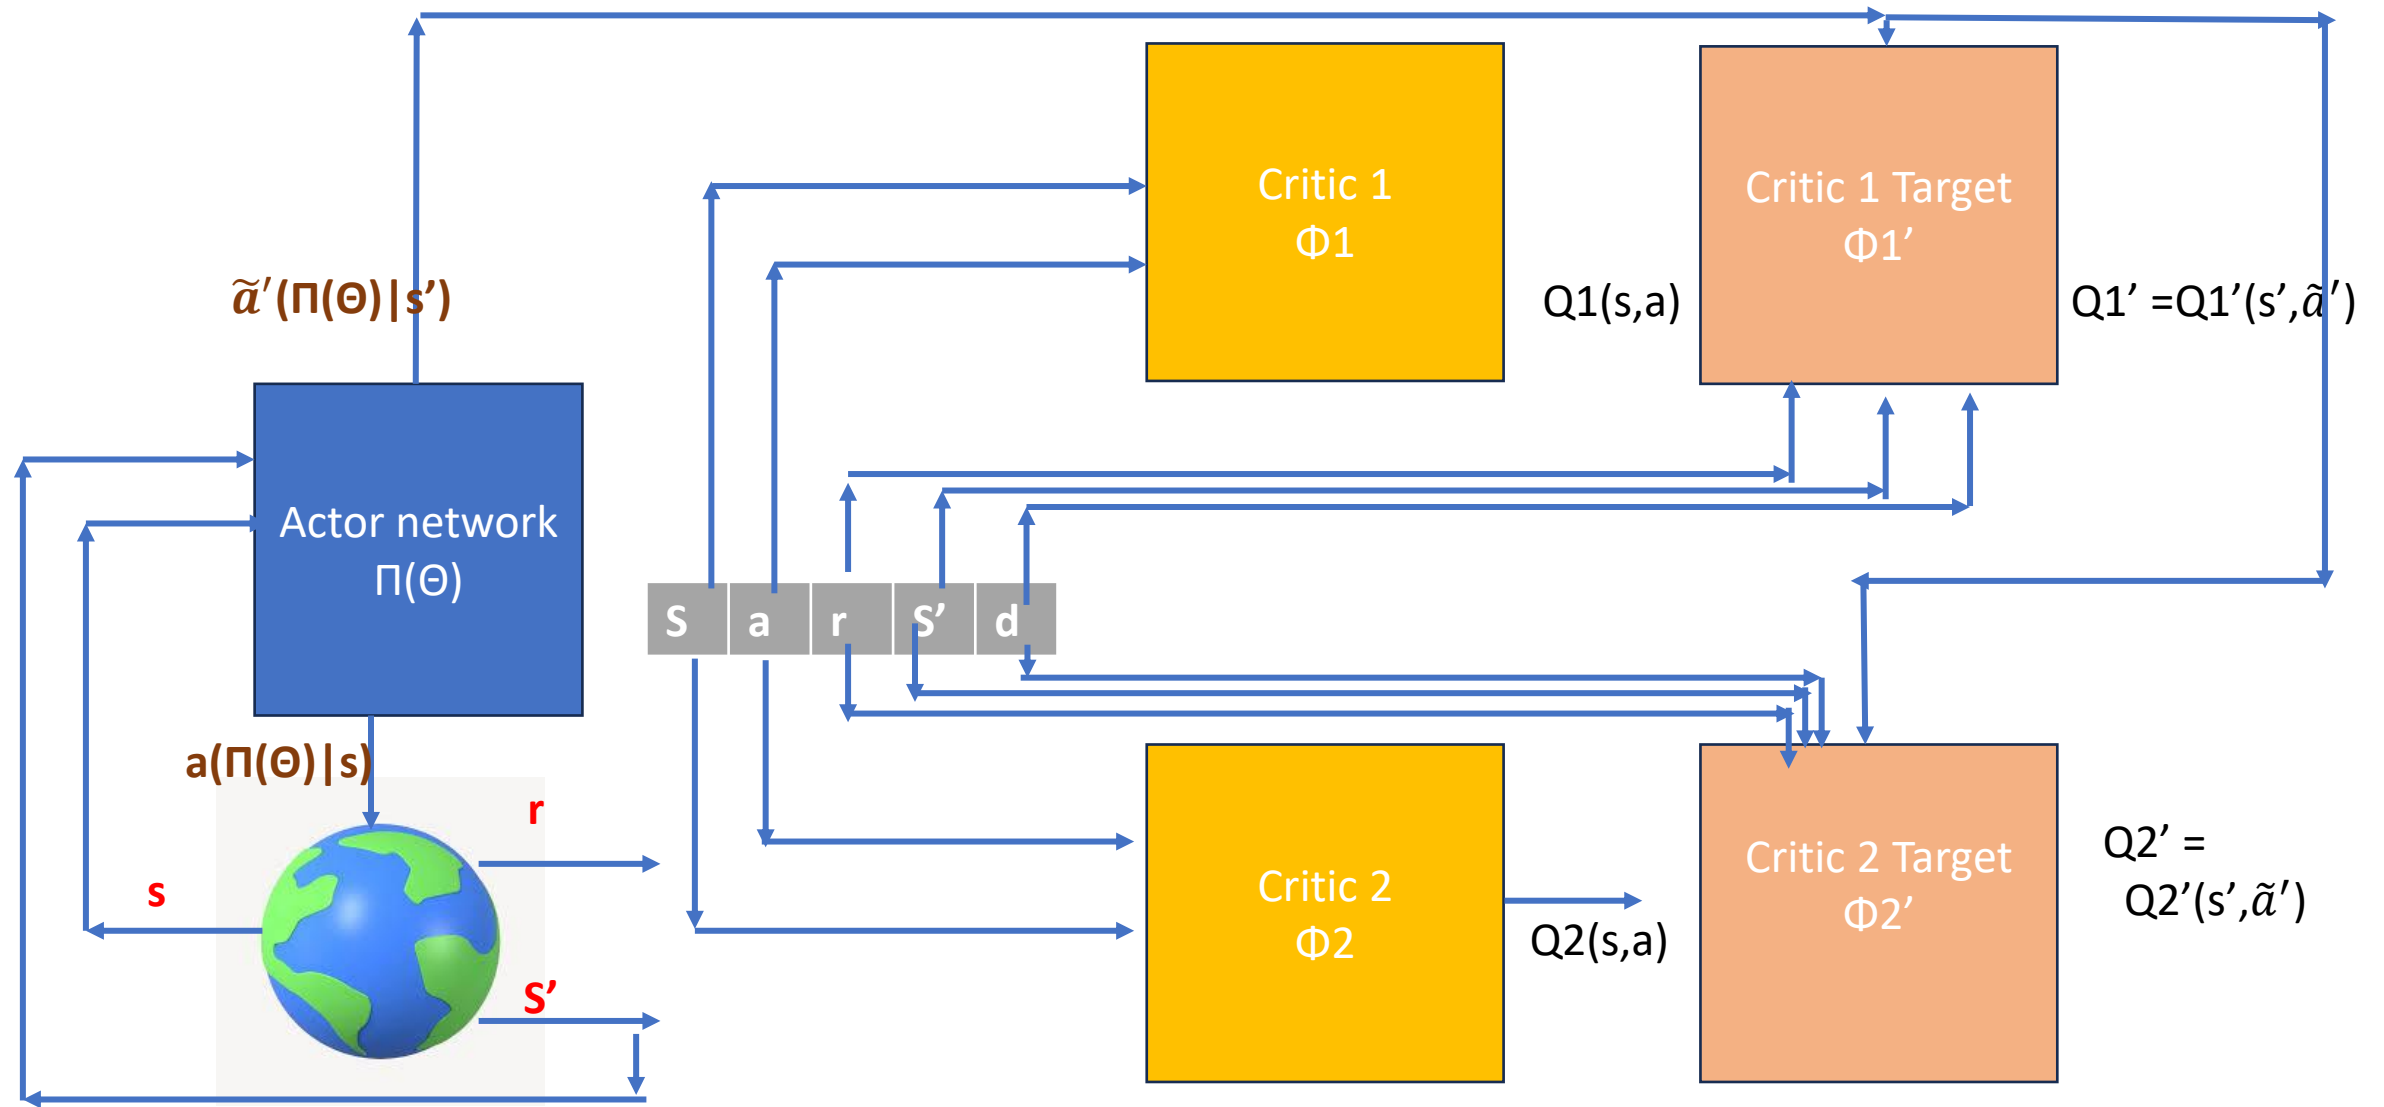 Critic 1
Φ1
Critic 1 Target
Φ1’
ã′(Π(Θ)|s’)
Q1(s,a)
Q1’ =Q1’(s’,ã′)
Actor network
Π(Θ)
S a r S’ d
a(Π(Θ)|s)
r
s
S’
Critic 2
Φ2
Q2(s,a)
Critic 2 Target
Φ2’
Q2’ =
Q2’(s’,ã′)